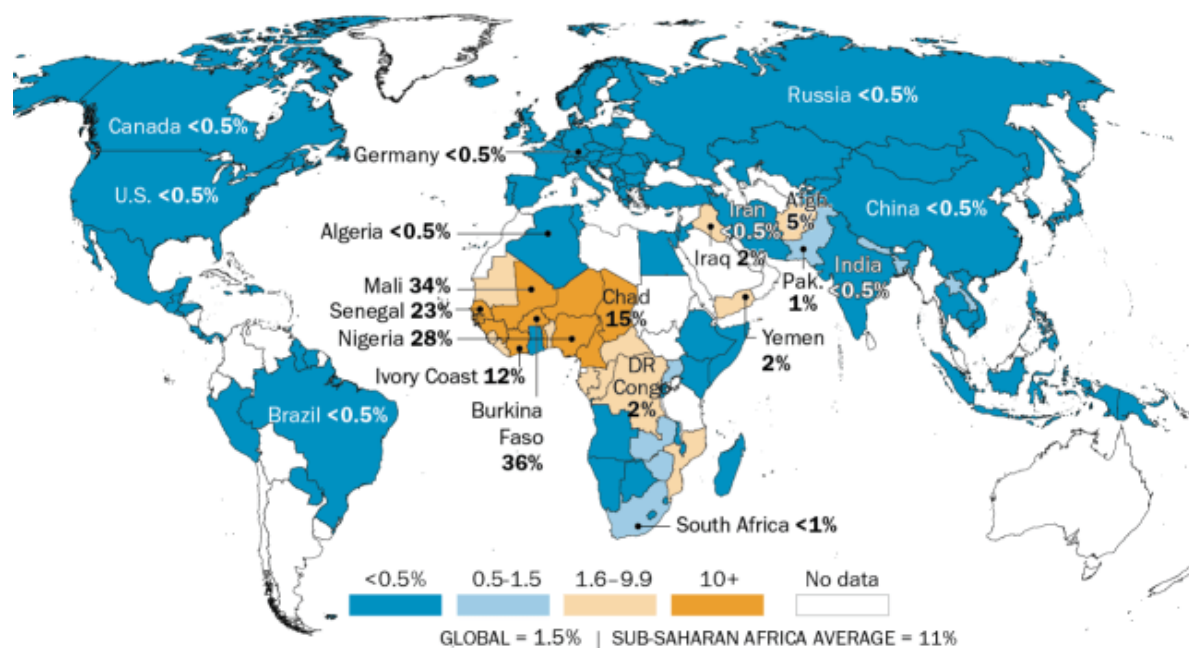 Russia <0.5%
Canada <0.5%
Germany <0.5%
U.S. <0.5%
Iran
<0.5%
Afgh.
5%
China <0.5%
Algeria <0.5%
Iraq 2%
Pak.
1%
India
<0.5%
Mali 34%
Senegal 23%
Nigeria 28%
Chad
15%
Yemen
2%
Ivory Coast 12%
DR
Congo
2%
Brazil <0.5%
Burkina
Faso
36%
South Africa <1%
<0.5% 0.5-1.5 1.6–9.9 10+ No data
GLOBAL = 1.5% | SUB-SAHARAN AFRICA AVERAGE = 11%